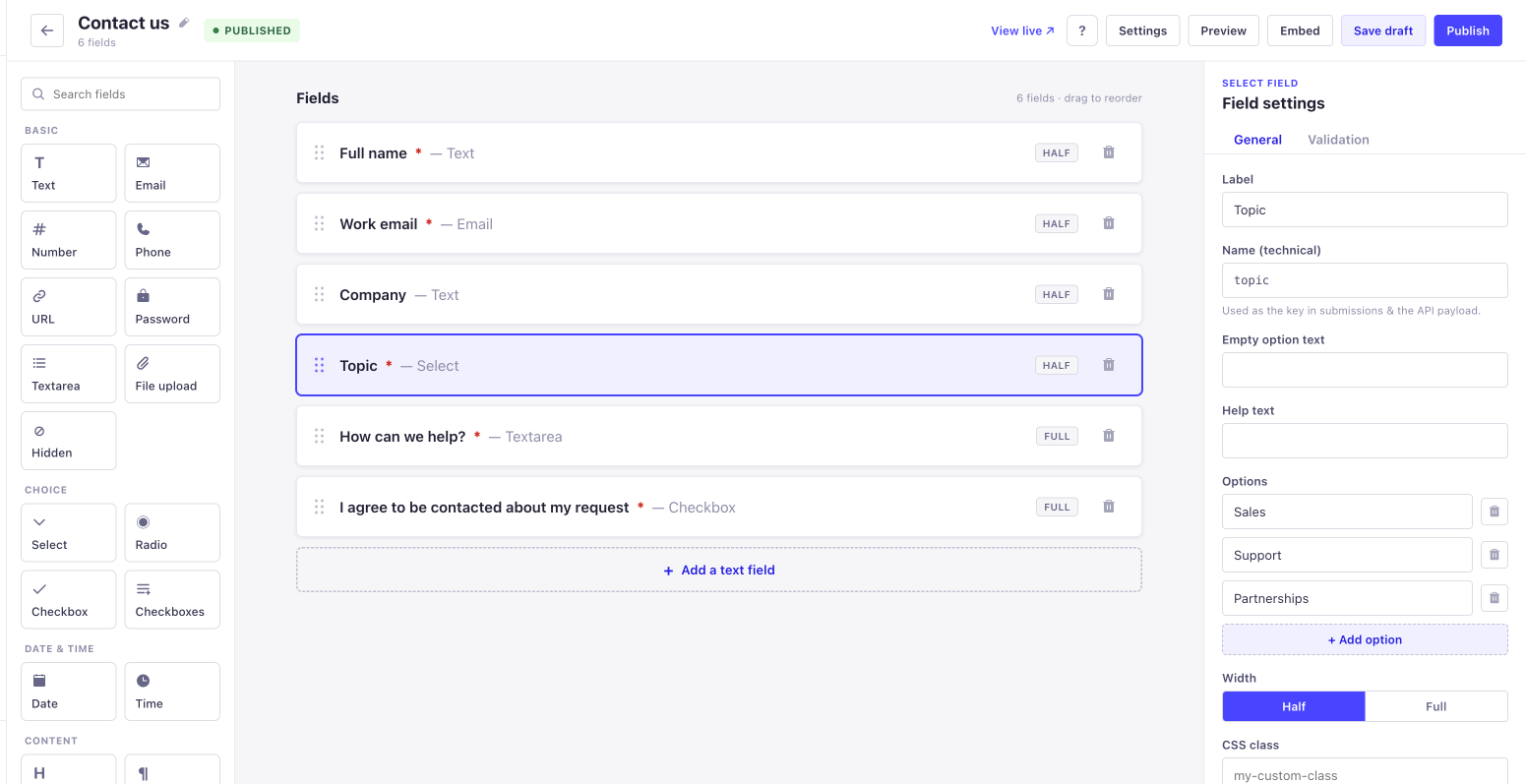 Contact us
6 fields
PUBLISHED
View live ↗
?
Settings
Preview
Embed
Save draft
Publish
Search fields
BASIC
T
Text
Email
#
Number
Phone
URL
Password
Textarea
File upload
Hidden
CHOICE
Select
Radio
Checkbox
Checkboxes
DATE & TIME
Date
Time
CONTENT
H
¶
Fields
6 fields · drag to reorder
Full name * — Text HALF
Work email * — Email HALF
Company — Text HALF
Topic * — Select HALF
How can we help? * — Textarea FULL
I agree to be contacted about my request * — Checkbox FULL
+ Add a text field
SELECT FIELD
Field settings
General Validation
Label
Topic
Name (technical)
topic
Used as the key in submissions & the API payload.
Empty option text
Help text
Options
Sales
Support
Partnerships
+ Add option
Width
Half Full
CSS class
my-custom-class